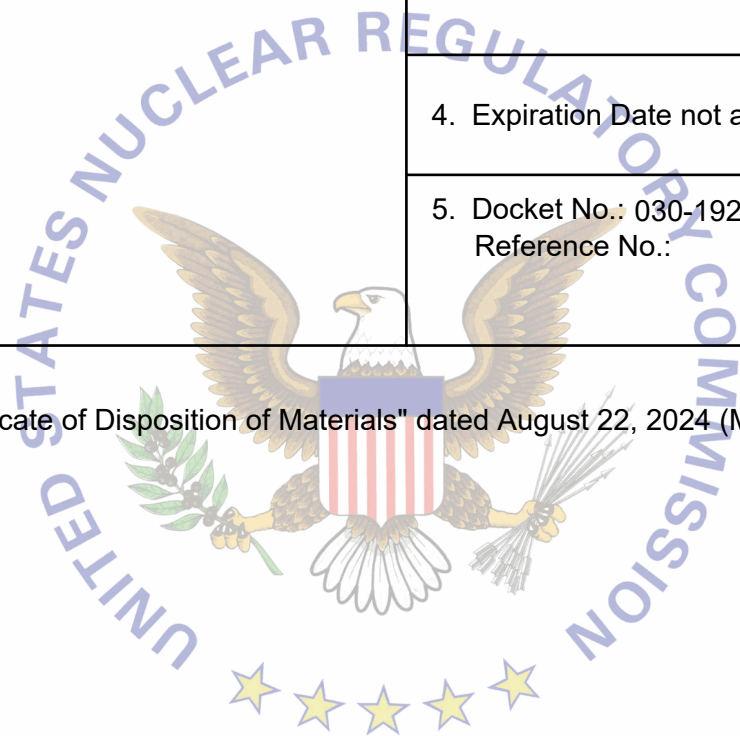 UNITED STATES NUCLEAR REGULATORY COMMISSION
4. Expiration Date not a
5. Docket No.: 030-192
Reference No.:
cate of Disposition of Materials" dated August 22, 2024 (M